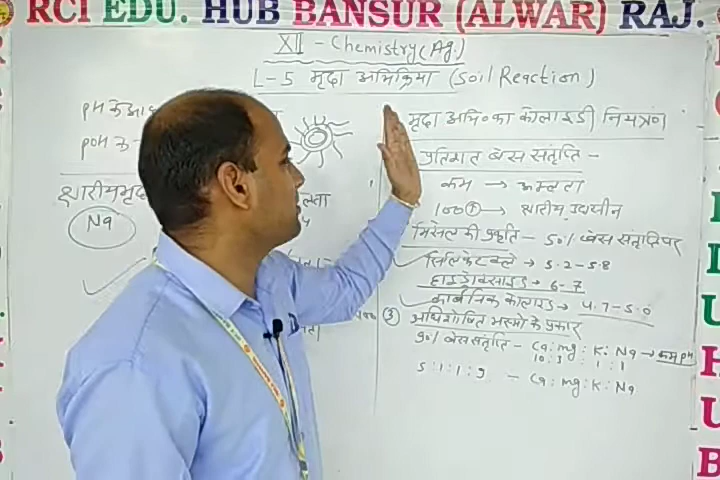 RCI EDU. HUB BANSUR (ALWAR) RAJ.
XII - Chemistry (Ag.)
L-5 मृदा अभिक्रिया (Soil Reaction)
pH के आ
pOH के
क्षारीय मृद
Na
मृदा अभि० का कोलाइडी नियंत्रण
प्रतिशत बेस संतृप्ति -
कम → अम्लता
100 → क्षारीय, उदासीन
मिसेल की प्रकृति - 50% बेस संतृप्ति पर
सिलिकेट क्ले → 5.2-5.8
हाइड्रोक्साइड → 6-7
कार्बनिक कोलाइड → 4.7-5.0
③ अधिशोषित भस्मों के प्रकार
90% बेस संतृप्ति - Ca: mg: K: Na → कम pH
10:3 : 1 : 1
5:1:1:9 - Ca: mg: K: Na